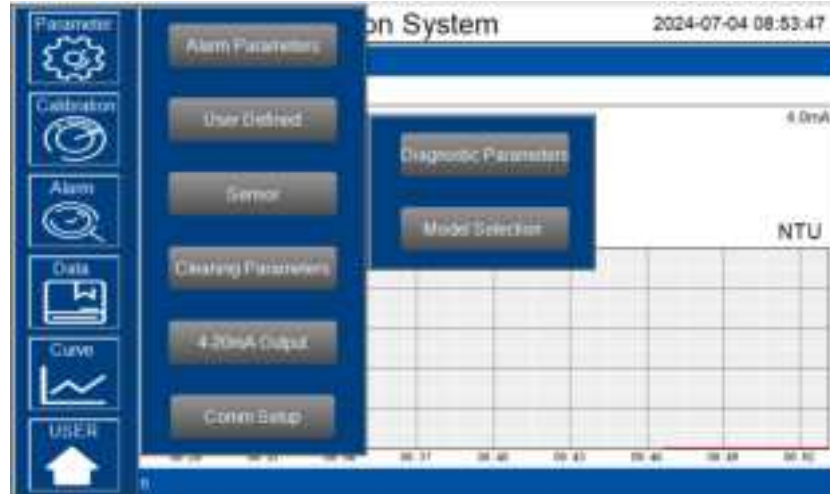 Parameter
Calibration
Alarm
Data
Curve
USER
Alarm Parameters
User Defined
Sensor
Cleaning Parameters
4-20mA Output
Comm Setup
Diagnostic Parameters
Model Selection
on System
2024-07-04 08:53:47
4.0mA
NTU